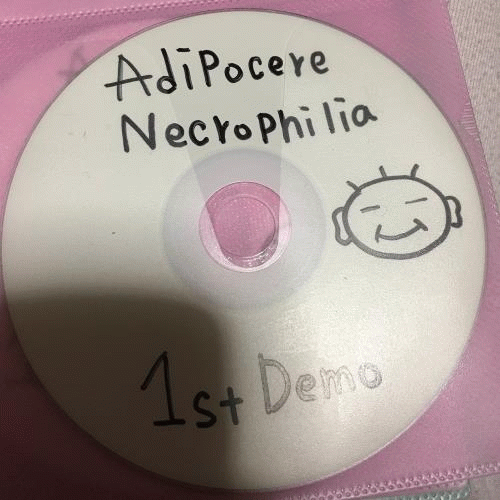 AdiPocere
Necrophilia
1st Demo